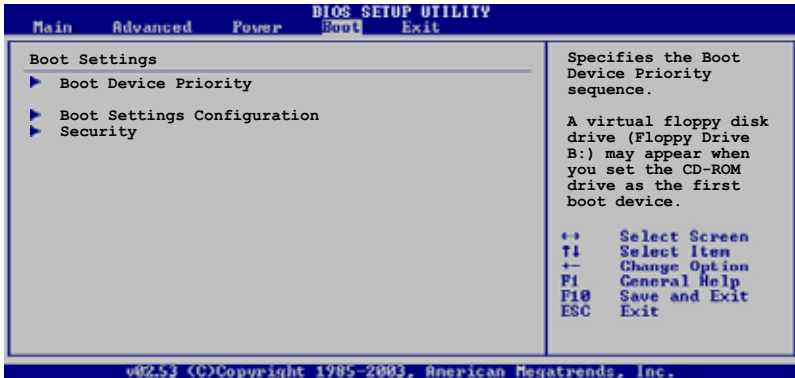 BIOS SETUP UTILITY
Main Advanced Power Boot Exit
Boot Settings
Boot Device Priority
Boot Settings Configuration
Security
Specifies the Boot
Device Priority
sequence.
A virtual floppy disk
drive (Floppy Drive
B:) may appear when
you set the CD-ROM
drive as the first
boot device.
↔ Select Screen
↑↓ Select Item
+- Change Option
F1 General Help
F10 Save and Exit
ESC Exit
v02.53 (C)Copyright 1985-2003, American Megatrends, Inc.